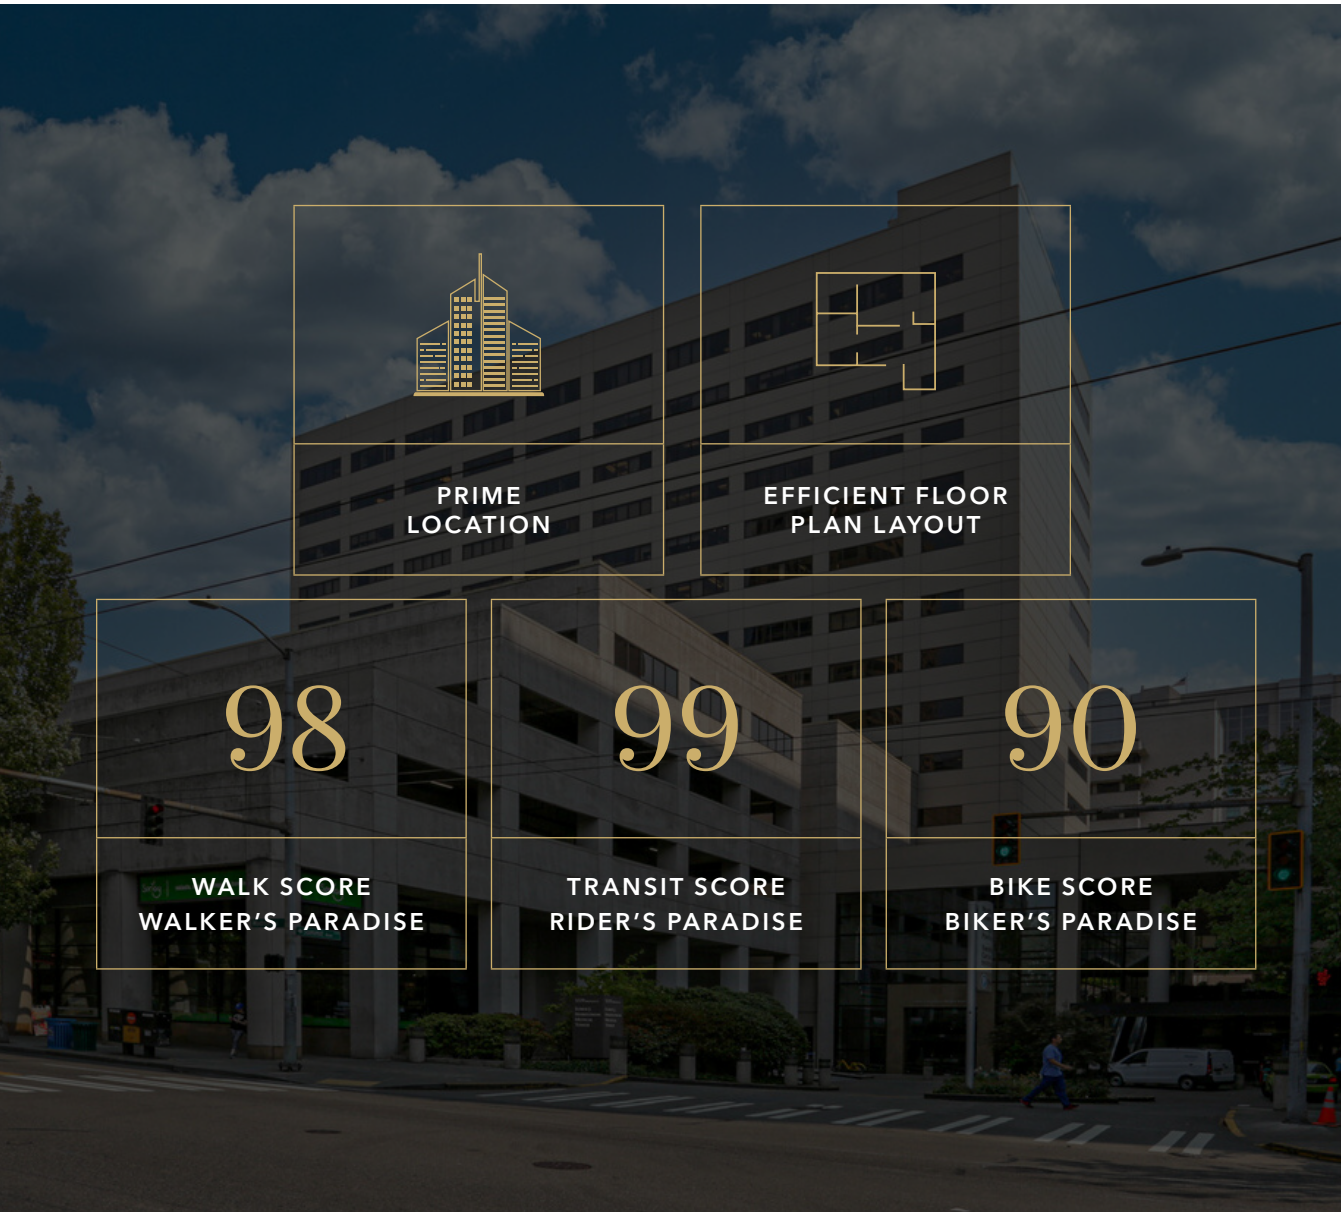 PRIME
LOCATION
EFFICIENT FLOOR
PLAN LAYOUT
98
99
90
WALK SCORE
WALKER’S PARADISE
TRANSIT SCORE
RIDER’S PARADISE
BIKE SCORE
BIKER’S PARADISE